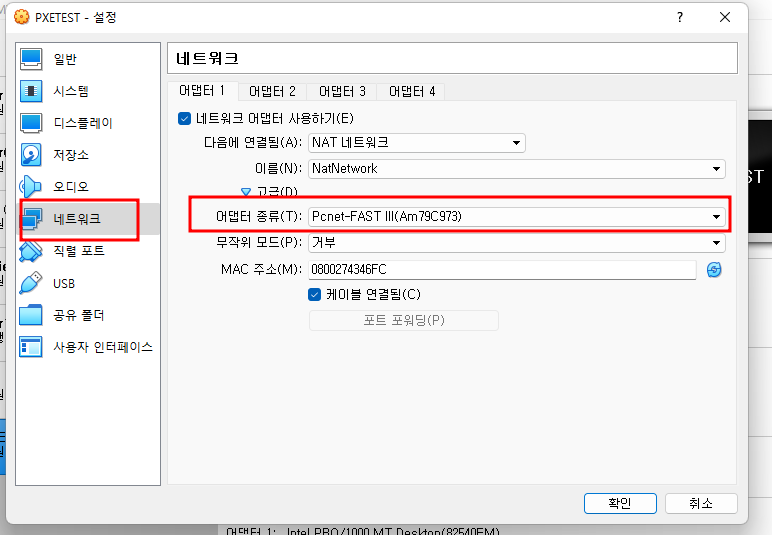 PXETEST - 설정
일반
시스템
디스플레이
저장소
오디오
네트워크
직렬 포트
USB
공유 폴더
사용자 인터페이스
네트워크
어댑터 1 어댑터 2 어댑터 3 어댑터 4
네트워크 어댑터 사용하기(E)
다음에 연결됨(A): NAT 네트워크
이름(N): NatNetwork
고급(D)
어댑터 종류(T): Pcnet-FAST III(Am79C973)
무작위 모드(P): 거부
MAC 주소(M): 0800274346FC
케이블 연결됨(C)
포트 포워딩(P)
확인 취소
어댑터 1: Intel PRO/1000 MT Desktop(82540EM)